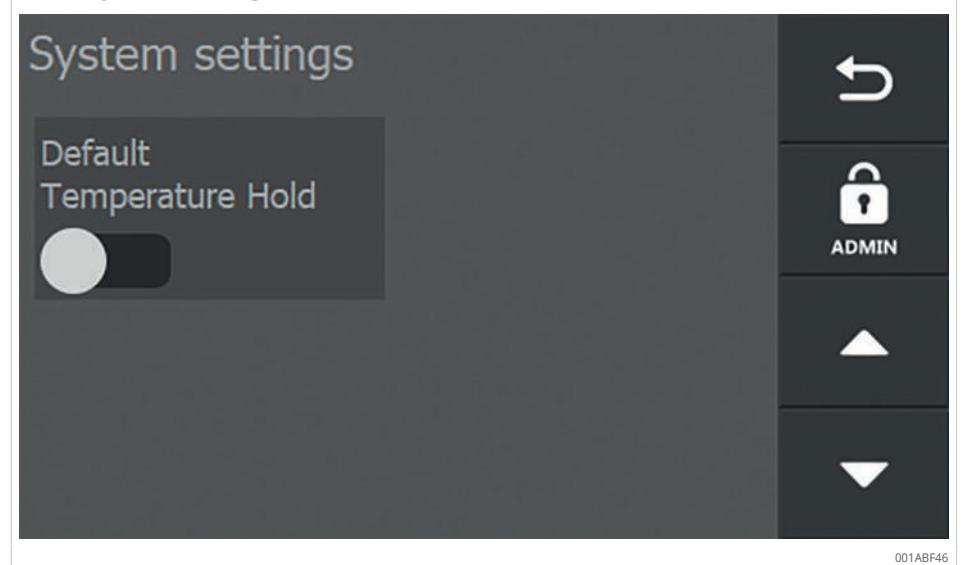 System settings
Default
Temperature Hold
ADMIN
001ABF46